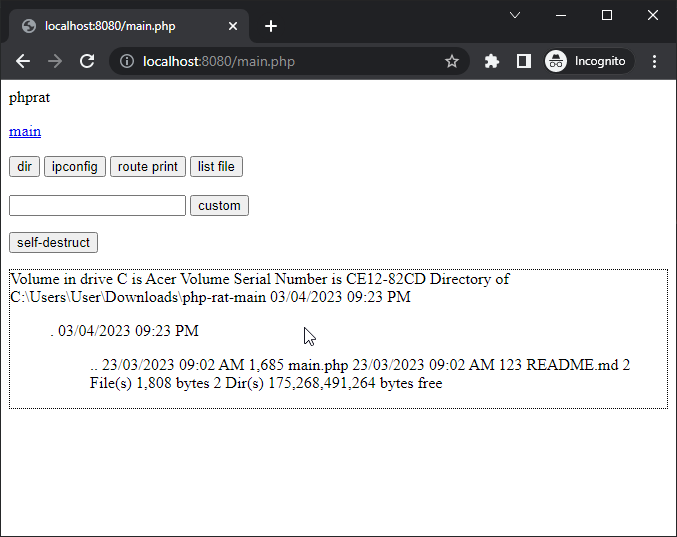 localhost:8080/main.php
localhost:8080/main.php
Incognito
phprat
main
dir ipconfig route print list file
custom
self-destruct
Volume in drive C is Acer Volume Serial Number is CE12-82CD Directory of
C:\Users\User\Downloads\php-rat-main 03/04/2023 09:23 PM
. 03/04/2023 09:23 PM
.. 23/03/2023 09:02 AM 1,685 main.php 23/03/2023 09:02 AM 123 README.md 2
File(s) 1,808 bytes 2 Dir(s) 175,268,491,264 bytes free